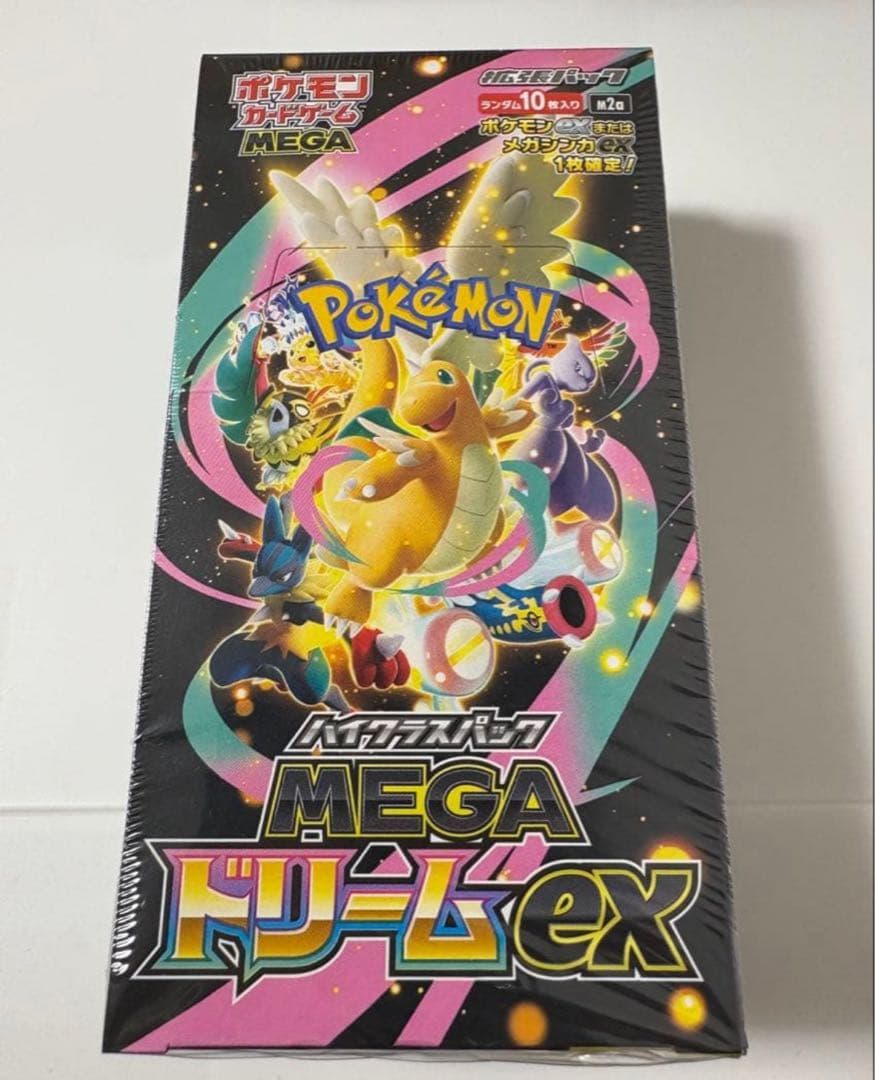 ポケモン
カードゲーム
MEGA
拡張パック
ランダム10枚入り M2a
ポケモンexまたは
メガシンカex
1枚確定!
POKéMON
TM
ハイクラスパック
MEGA
ドリームex